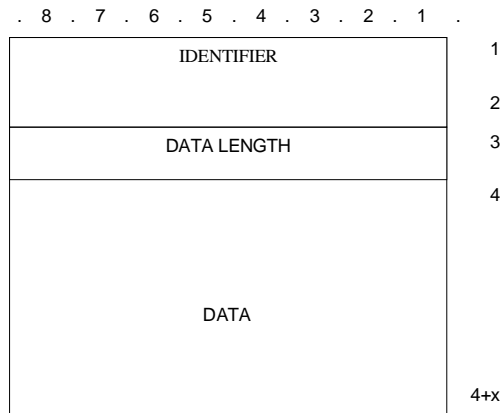 . 8 . 7 . 6 . 5 . 4 . 3 . 2 . 1 .
IDENTIFIER 1
2
DATA LENGTH 3
4
DATA
4+x